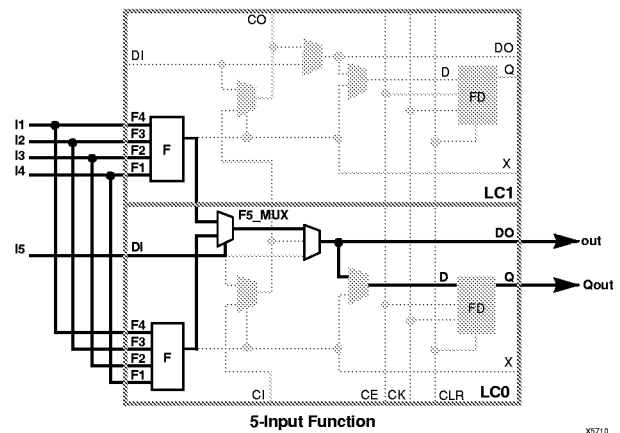 CO
DI
DO
D
Q
FD
I1
I2
I3
I4
F4
F3
F2
F1
F
X
LC1
F5_MUX
I5
DI
DO
out
D
Q
Qout
FD
F4
F3
F2
F1
F
X
CI
CE
CK
CLR
LC0
5-Input Function
X5710